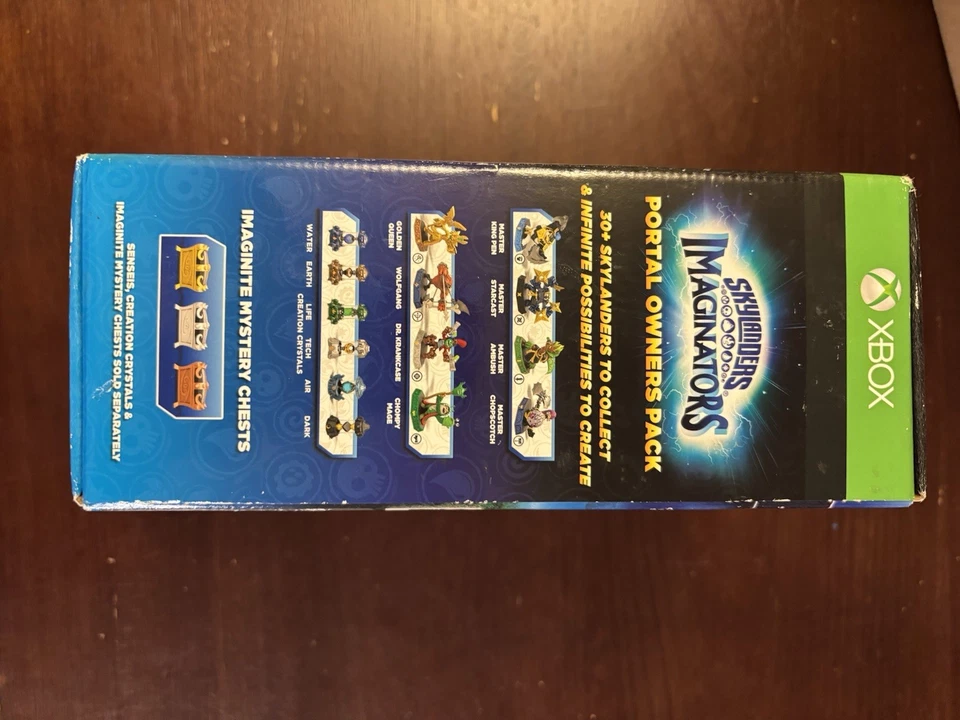 XBOX
SKYLANDERS
IMAGINATORS
PORTAL OWNERS PACK
30+ SKYLANDERS TO COLLECT
& INFINITE POSSIBILITIES TO CREATE
MASTER KING PEN
MASTER STARCAST
MASTER AMBUSH
MASTER CHOPSCOTCH
GOLDEN QUEEN
WOLFGANG
DR. KRANKCASE
CHOMPY MAGE
WATER EARTH LIFE TECH AIR DARK
CREATION CRYSTALS
IMAGINITE MYSTERY CHESTS
SENSEIS, CREATION CRYSTALS &
IMAGINITE MYSTERY CHESTS SOLD SEPARATELY